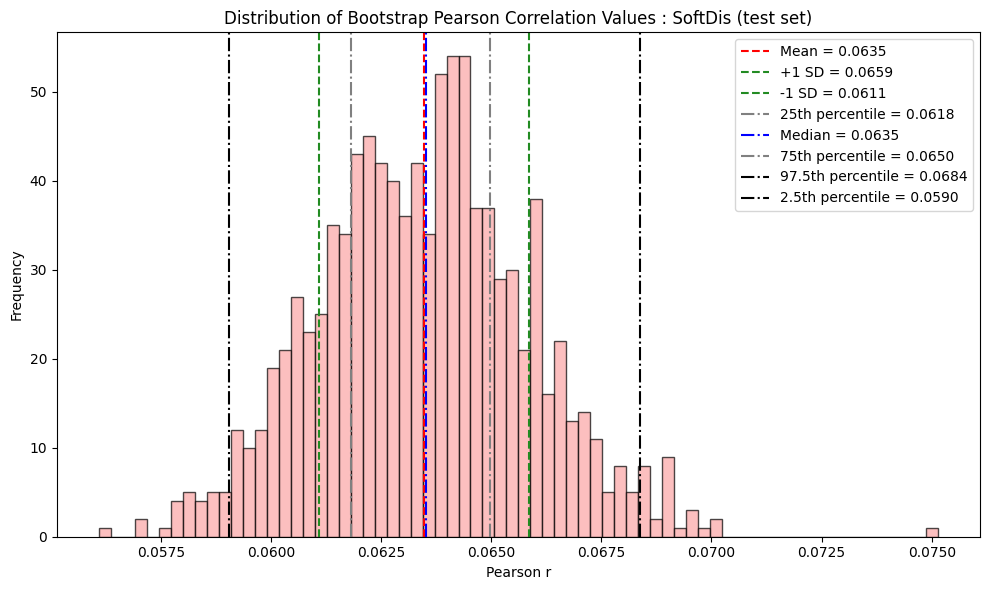 Distribution of Bootstrap Pearson Correlation Values : SoftDis (test set)
Mean = 0.0635
+1 SD = 0.0659
-1 SD = 0.0611
25th percentile = 0.0618
Median = 0.0635
75th percentile = 0.0650
97.5th percentile = 0.0684
2.5th percentile = 0.0590
Frequency
50
40
30
20
10
0
0.0575 0.0600 0.0625 0.0650 0.0675 0.0700 0.0725 0.0750
Pearson r